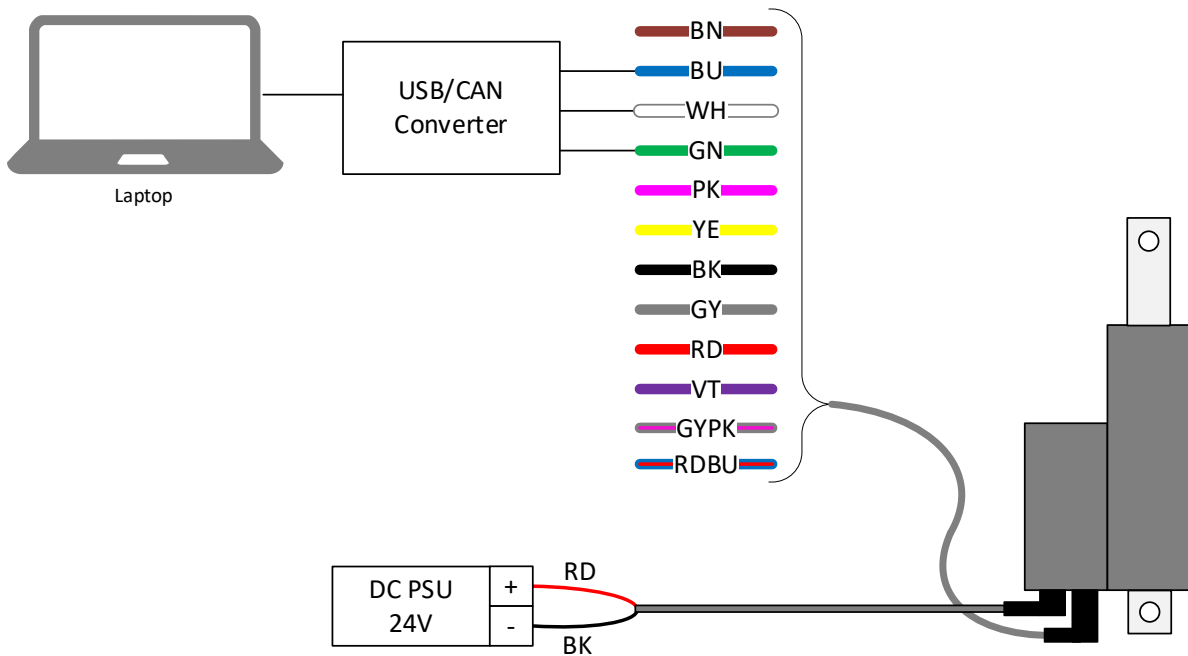 BN
BU
USB/CAN
Converter
WH
GN
Laptop
PK
YE
BK
GY
RD
VT
GYPK
RDBU
RD
DC PSU
24V
+
-
BK